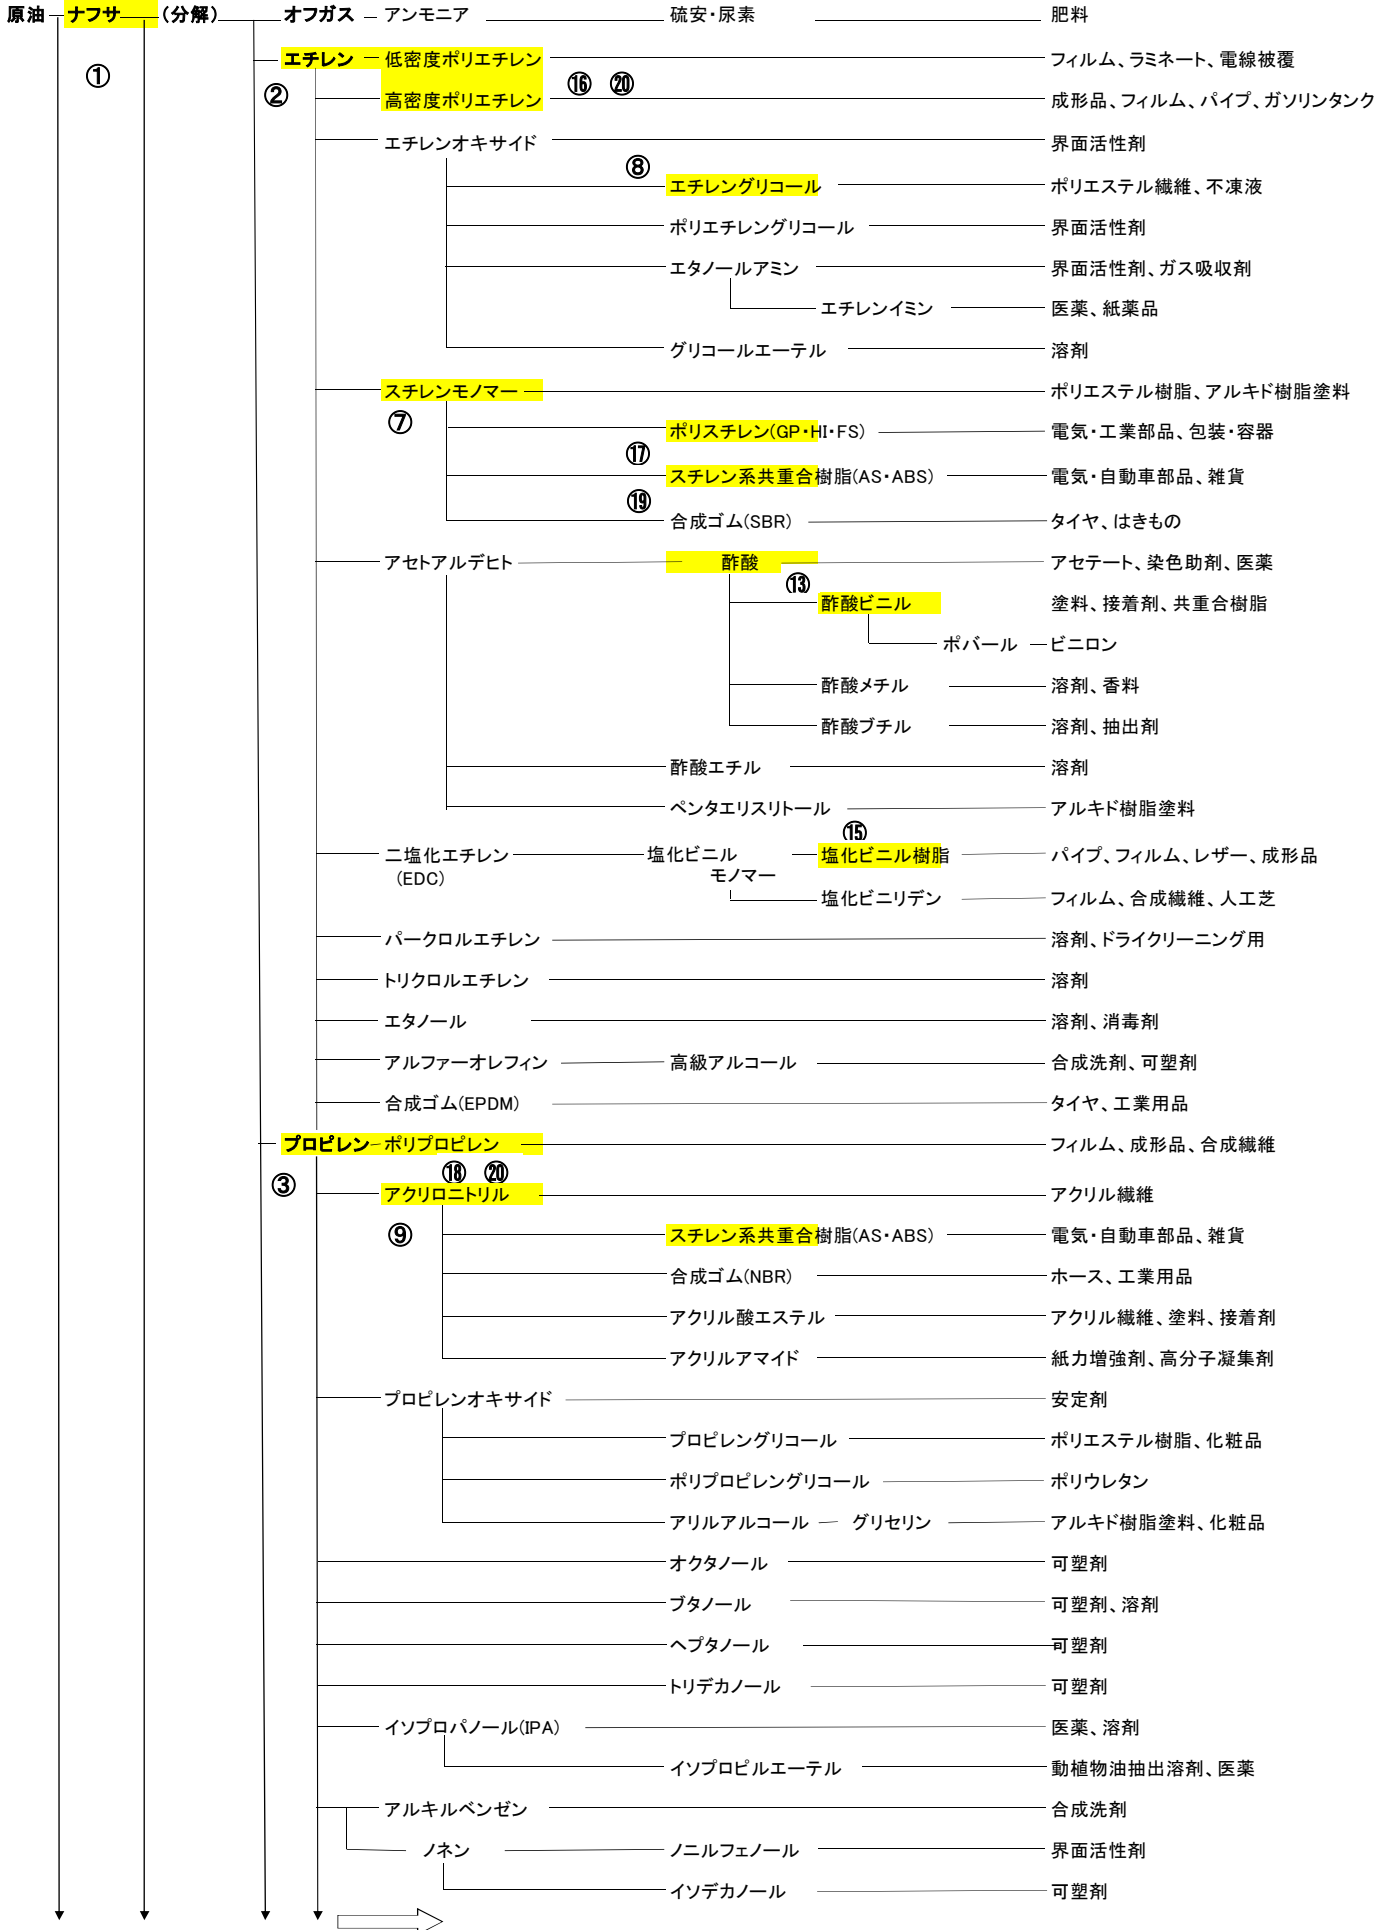 原油 ナフサ (分解) オフガス アンモニア 硫安・尿素 肥料
エチレン 低密度ポリエチレン フィルム、ラミネート、電線被覆
①
② 高密度ポリエチレン ⑯ ⑳ 成形品、フィルム、パイプ、ガソリンタンク
エチレンオキサイド 界面活性剤
⑧
エチレングリコール ポリエステル繊維、不凍液
ポリエチレングリコール 界面活性剤
エタノールアミン 界面活性剤、ガス吸収剤
エチレンイミン 医薬、紙薬品
グリコールエーテル 溶剤
スチレンモノマー ポリエステル樹脂、アルキド樹脂塗料
⑦
ポリスチレン(GP・HI・FS) 電気・工業部品、包装・容器
⑰
スチレン系共重合樹脂(AS・ABS) 電気・自動車部品、雑貨
⑲
合成ゴム(SBR) タイヤ、はきもの
アセトアルデヒト 酢酸 アセテート、染色助剤、医薬
⑬
酢酸ビニル 塗料、接着剤、共重合樹脂
ポバール ビニロン
酢酸メチル 溶剤、香料
酢酸ブチル 溶剤、抽出剤
酢酸エチル 溶剤
ペンタエリスリトール アルキド樹脂塗料
⑮
二塩化エチレン 塩化ビニル 塩化ビニル樹脂 パイプ、フィルム、レザー、成形品
(EDC) モノマー
塩化ビニリデン フィルム、合成繊維、人工芝
パークロルエチレン 溶剤、ドライクリーニング用
トリクロルエチレン 溶剤
エタノール 溶剤、消毒剤
アルファーオレフィン 高級アルコール 合成洗剤、可塑剤
合成ゴム(EPDM) タイヤ、工業用品
プロピレン ポリプロピレン フィルム、成形品、合成繊維
⑱ ⑳
③
アクリロニトリル アクリル繊維
⑨
スチレン系共重合樹脂(AS・ABS) 電気・自動車部品、雑貨
合成ゴム(NBR) ホース、工業用品
アクリル酸エステル アクリル繊維、塗料、接着剤
アクリルアマイド 紙力増強剤、高分子凝集剤
プロピレンオキサイド 安定剤
プロピレングリコール ポリエステル樹脂、化粧品
ポリプロピレングリコール ポリウレタン
アリルアルコール グリセリン アルキド樹脂塗料、化粧品
オクタノール 可塑剤
ブタノール 可塑剤、溶剤
ヘプタノール 可塑剤
トリデカノール 可塑剤
イソプロパノール(IPA) 医薬、溶剤
イソプロピルエーテル 動植物油抽出溶剤、医薬
アルキルベンゼン 合成洗剤
ノネン ノニルフェノール 界面活性剤
イソデカノール 可塑剤